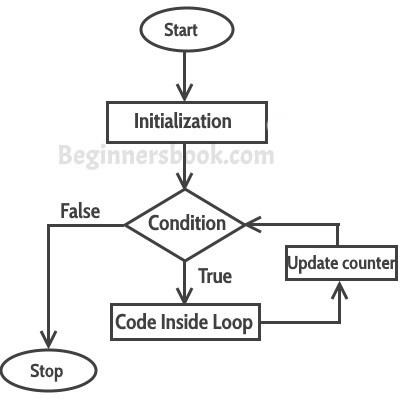 Start
Initialization
Beginnersbook.com
Condition
False
True
Update counter
Code Inside Loop
Stop